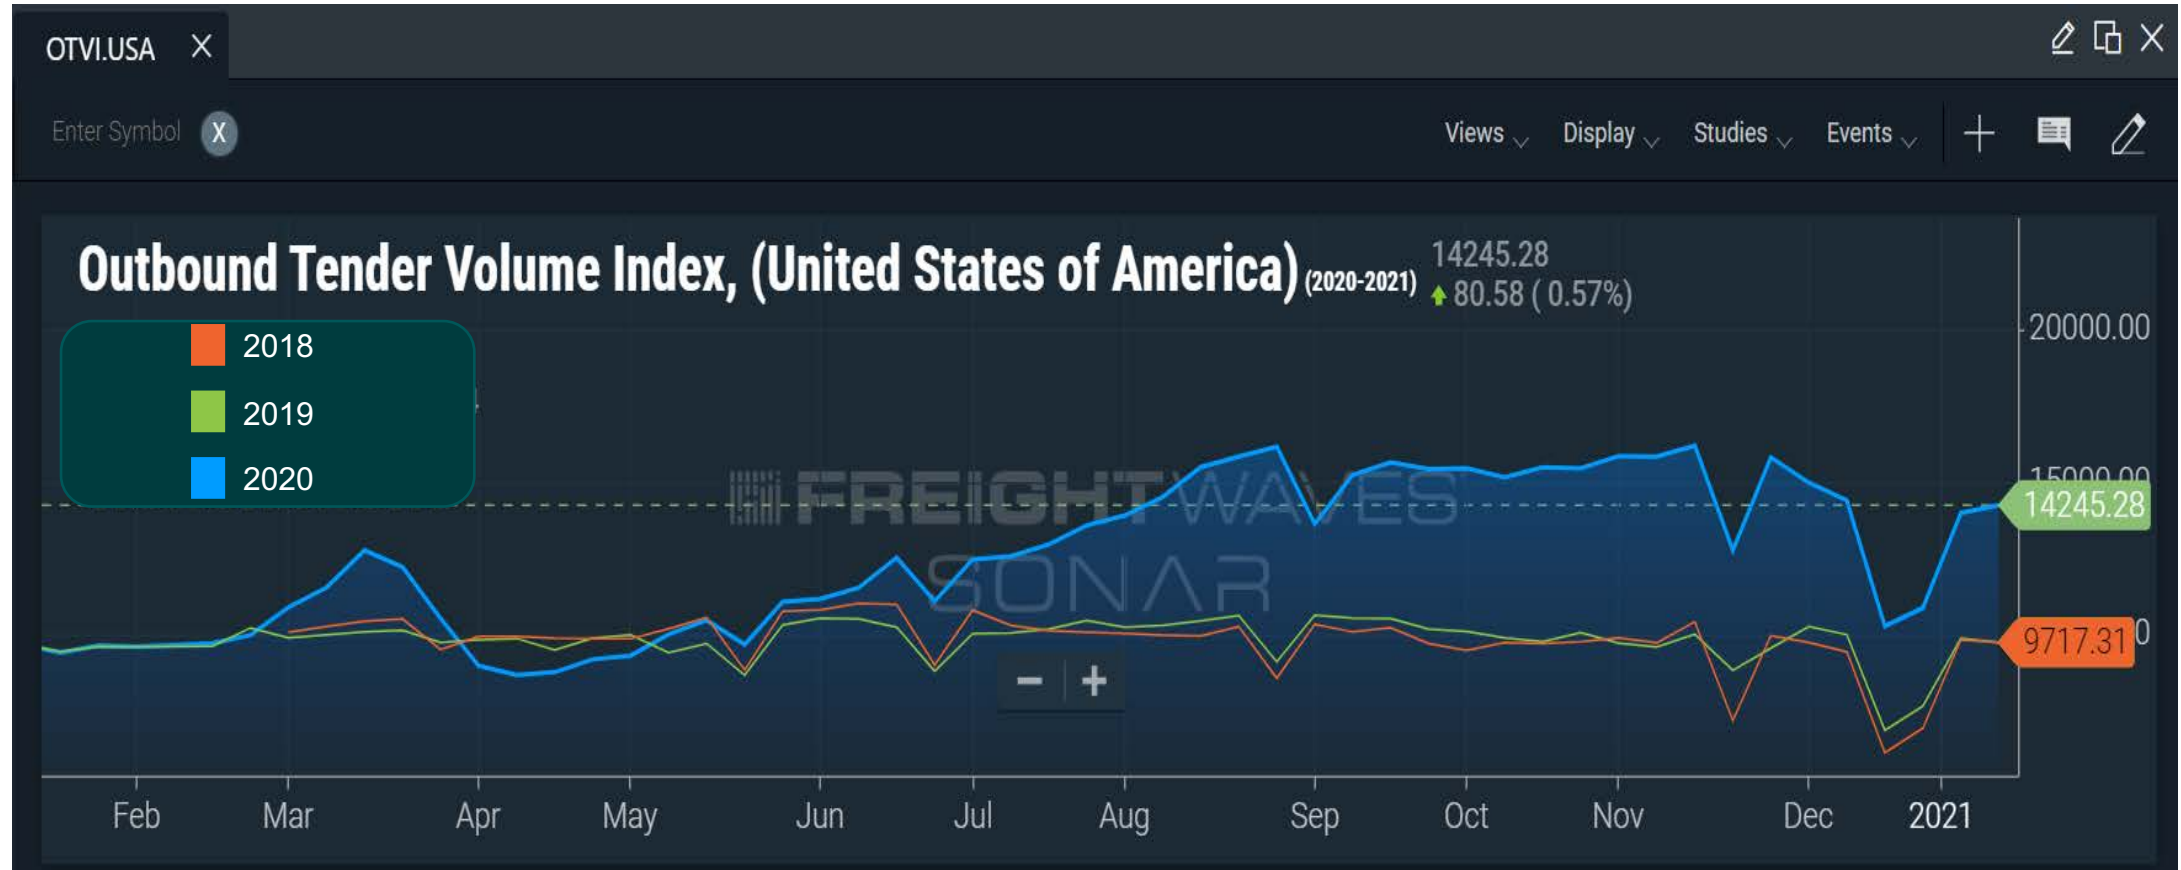 OTVI.USA X
Enter Symbol X
Views Display Studies Events
Outbound Tender Volume Index, (United States of America) (2020-2021) 14245.28
80.58 ( 0.57%)
2018
2019
2020
20000.00
15000.00
14245.28
9717.31
FREIGHTWAVES
SONAR
Feb Mar Apr May Jun Jul Aug Sep Oct Nov Dec 2021